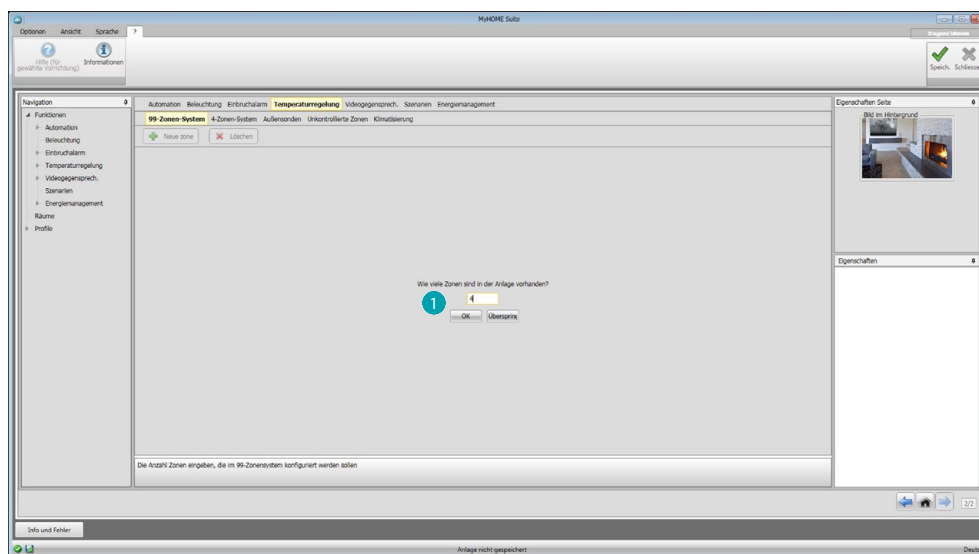 MyHOME Suite
Optionen Ansicht Sprache ?
Hilfe (für
gewählte Vorrichtung)
Informationen
Speich. Schliesse
Navigation
Funktionen
Automation
Beleuchtung
Einbruchalarm
Temperaturregelung
Videogegensprech.
Szenarien
Energiemanagement
Räume
Profile
Automation Beleuchtung Einbruchalarm Temperaturregelung Videogegensprech. Szenarien Energiemanagement
99-Zonen-System 4-Zonen-System Außensonden Unkontrollierte Zonen Klimatisierung
Neue zone Löschen
Wie viele Zonen sind in der Anlage vorhanden?
1
4
OK Übersprin
Die Anzahl Zonen eingeben, die im 99-Zonensystem konfiguriert werden sollen
Eigenschaften Seite
Bild im Hintergrund
Eigenschaften
2/2
Info und Fehler
Anlage nicht gespeichert
Deuts